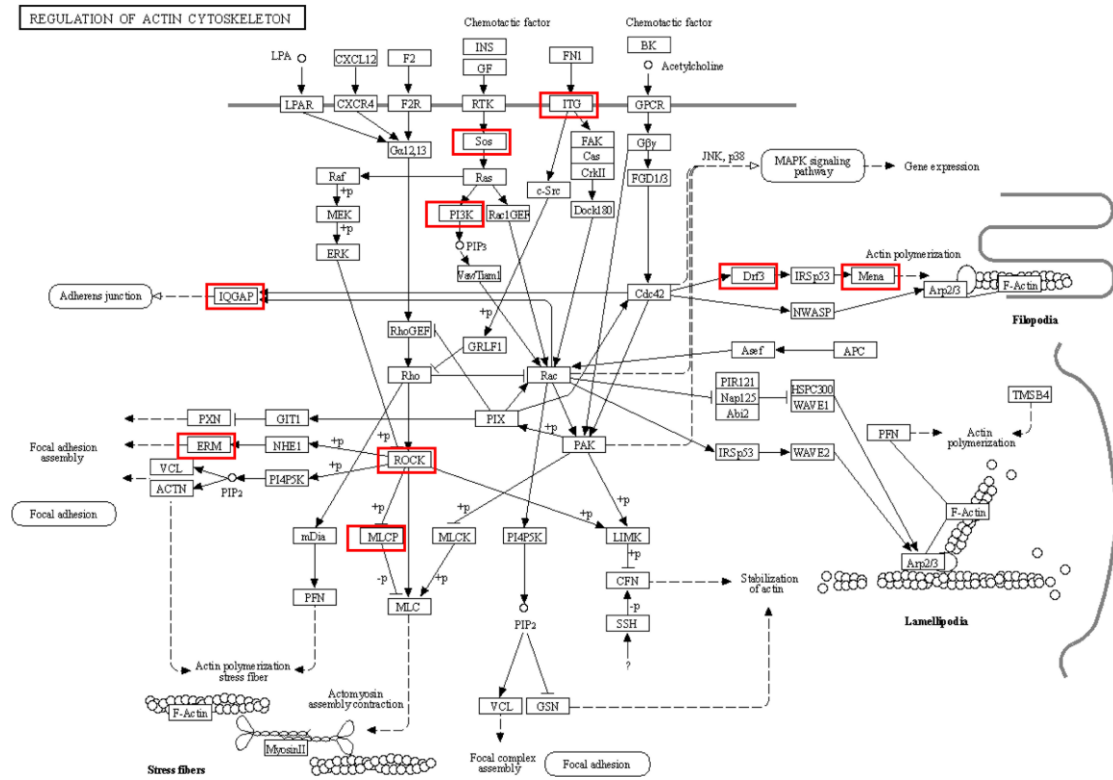 REGULATION OF ACTIN CYTOSKELETON
Chemotactic factor
Chemotactic factor
LPA
CXCL12
F2
INS
GF
FN1
BK
Acetylcholine
LPAR
CXCR4
F2R
RTK
ITG
GPCR
Gα12,13
Sos
FAK
Cas
CrkII
Gβγ
JNK, p38
MAPK signaling
pathway
Gene expression
Raf
Ras
c-Src
FGD1/3
+p
MEK
PI3K
Rac1GEF
Dock180
+p
PIP3
ERK
Vav/Tiam1
Actin polymerization
Drf3
IRSp53
Mena
Adherens junction
IQGAP
Cdc42
Arp2/3
F-Actin
NWASP
Filopodia
+p
RhoGEF
GRLF1
Asef
APC
Rho
Rac
PIR121
Nap125
Abi2
HSPC300
WAVE1
TMSB4
PXN
GIT1
PIX
PFN
Actin
polymerization
+p
+p
+p
PAK
Focal adhesion
assembly
ERM
NHE1
ROCK
IRSp53
WAVE2
VCL
ACTN
PIP2
PI4P5K
+p
Focal adhesion
F-Actin
+p
+p
+p
+p
mDia
MLCP
MLCK
PI4P5K
LIMK
+p
Arp2/3
-p
+p
CFN
Stabilization
of actin
PFN
MLC
-p
Lamellipodia
PIP2
SSH
?
Actin polymerization
stress fiber
Actomyosin
assembly contraction
F-Actin
VCL
GSN
MyosinII
Stress fibers
Focal complex
assembly
Focal adhesion